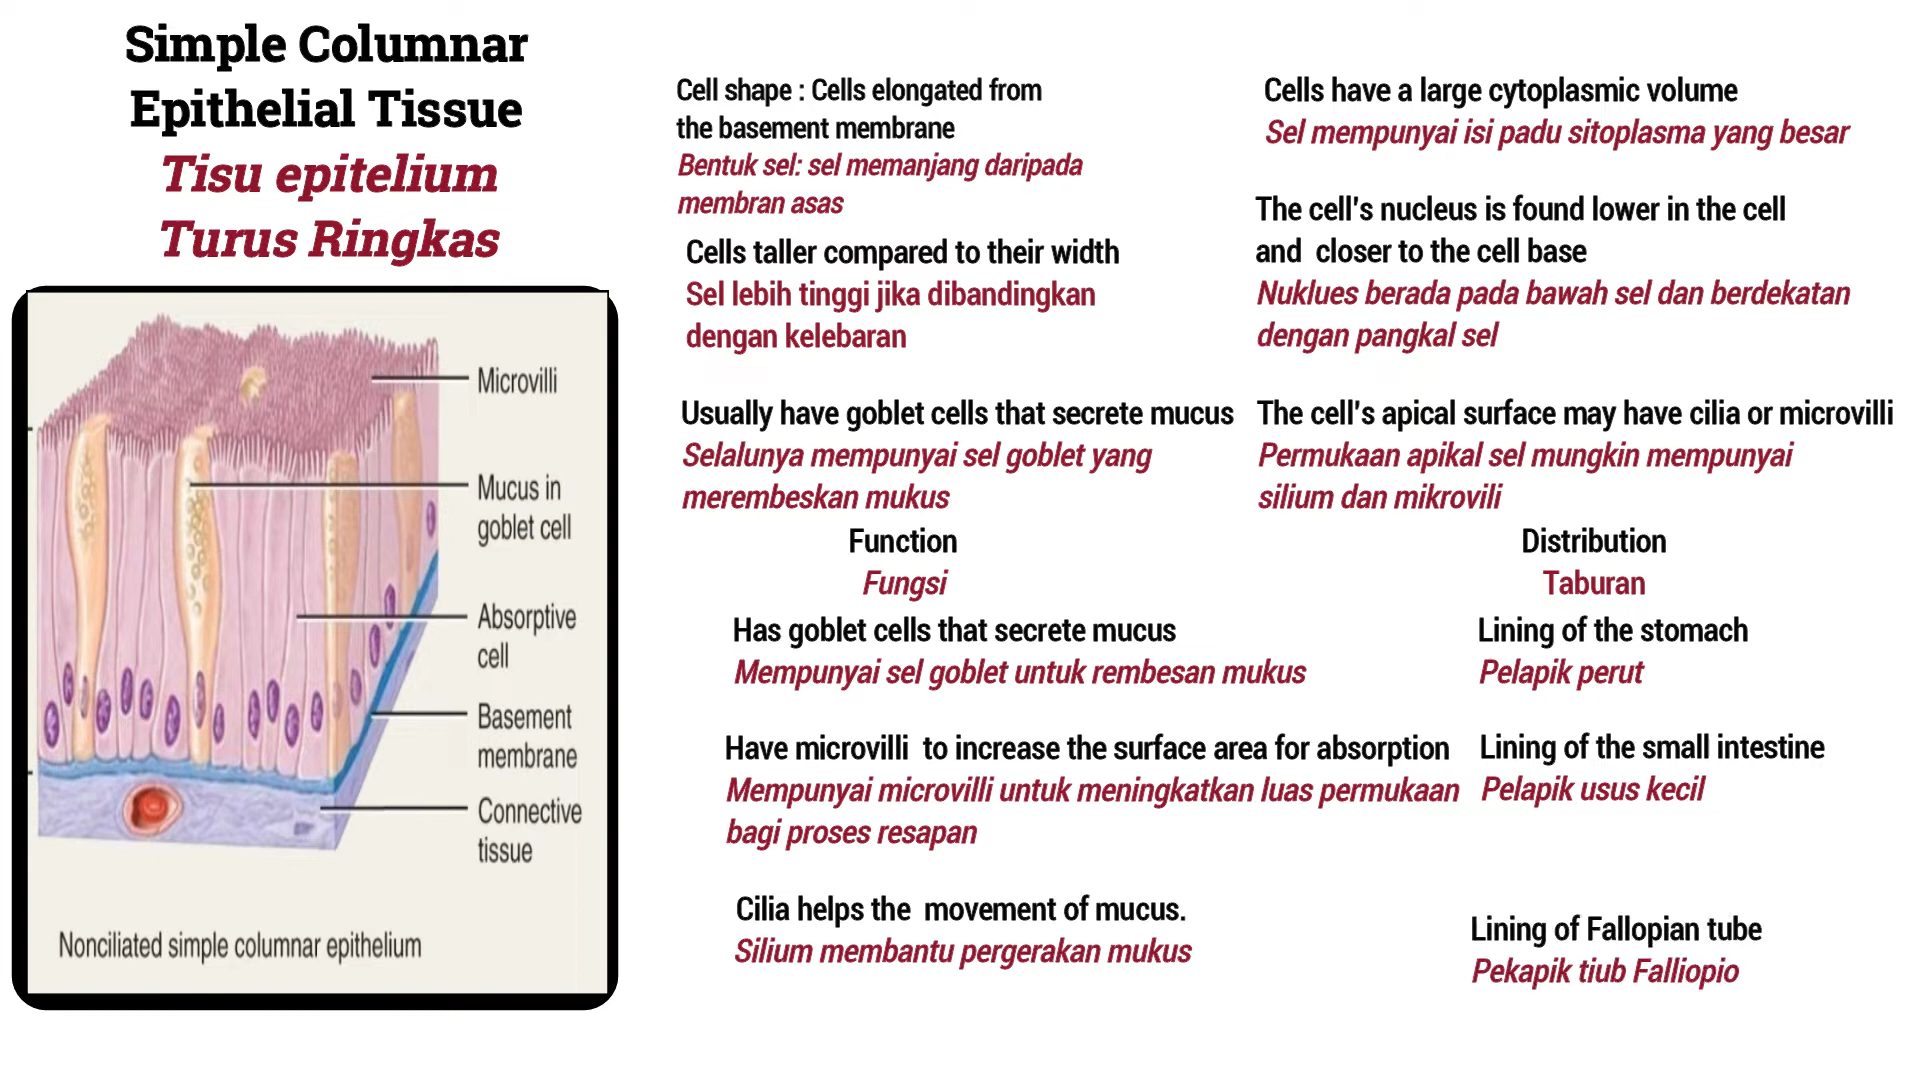 Simple Columnar
Epithelial Tissue
Tisu epitelium
Turus Ringkas
Microvilli
Mucus in
goblet cell
Absorptive
cell
Basement
membrane
Connective
tissue
Nonciliated simple columnar epithelium
Cell shape : Cells elongated from
the basement membrane
Bentuk sel: sel memanjang daripada
membran asas
Cells taller compared to their width
Sel lebih tinggi jika dibandingkan
dengan kelebaran
Usually have goblet cells that secrete mucus
Selalunya mempunyai sel goblet yang
merembeskan mukus
Cells have a large cytoplasmic volume
Sel mempunyai isi padu sitoplasma yang besar
The cell's nucleus is found lower in the cell
and  closer to the cell base
Nuklues berada pada bawah sel dan berdekatan
dengan pangkal sel
The cell's apical surface may have cilia or microvilli
Permukaan apikal sel mungkin mempunyai
silium dan mikrovili
Function
Fungsi
Has goblet cells that secrete mucus
Mempunyai sel goblet untuk rembesan mukus
Have microvilli  to increase the surface area for absorption
Mempunyai microvilli untuk meningkatkan luas permukaan
bagi proses resapan
Cilia helps the  movement of mucus.
Silium membantu pergerakan mukus
Distribution
Taburan
Lining of the stomach
Pelapik perut
Lining of the small intestine
Pelapik usus kecil
Lining of Fallopian tube
Pekapik tiub Falliopio